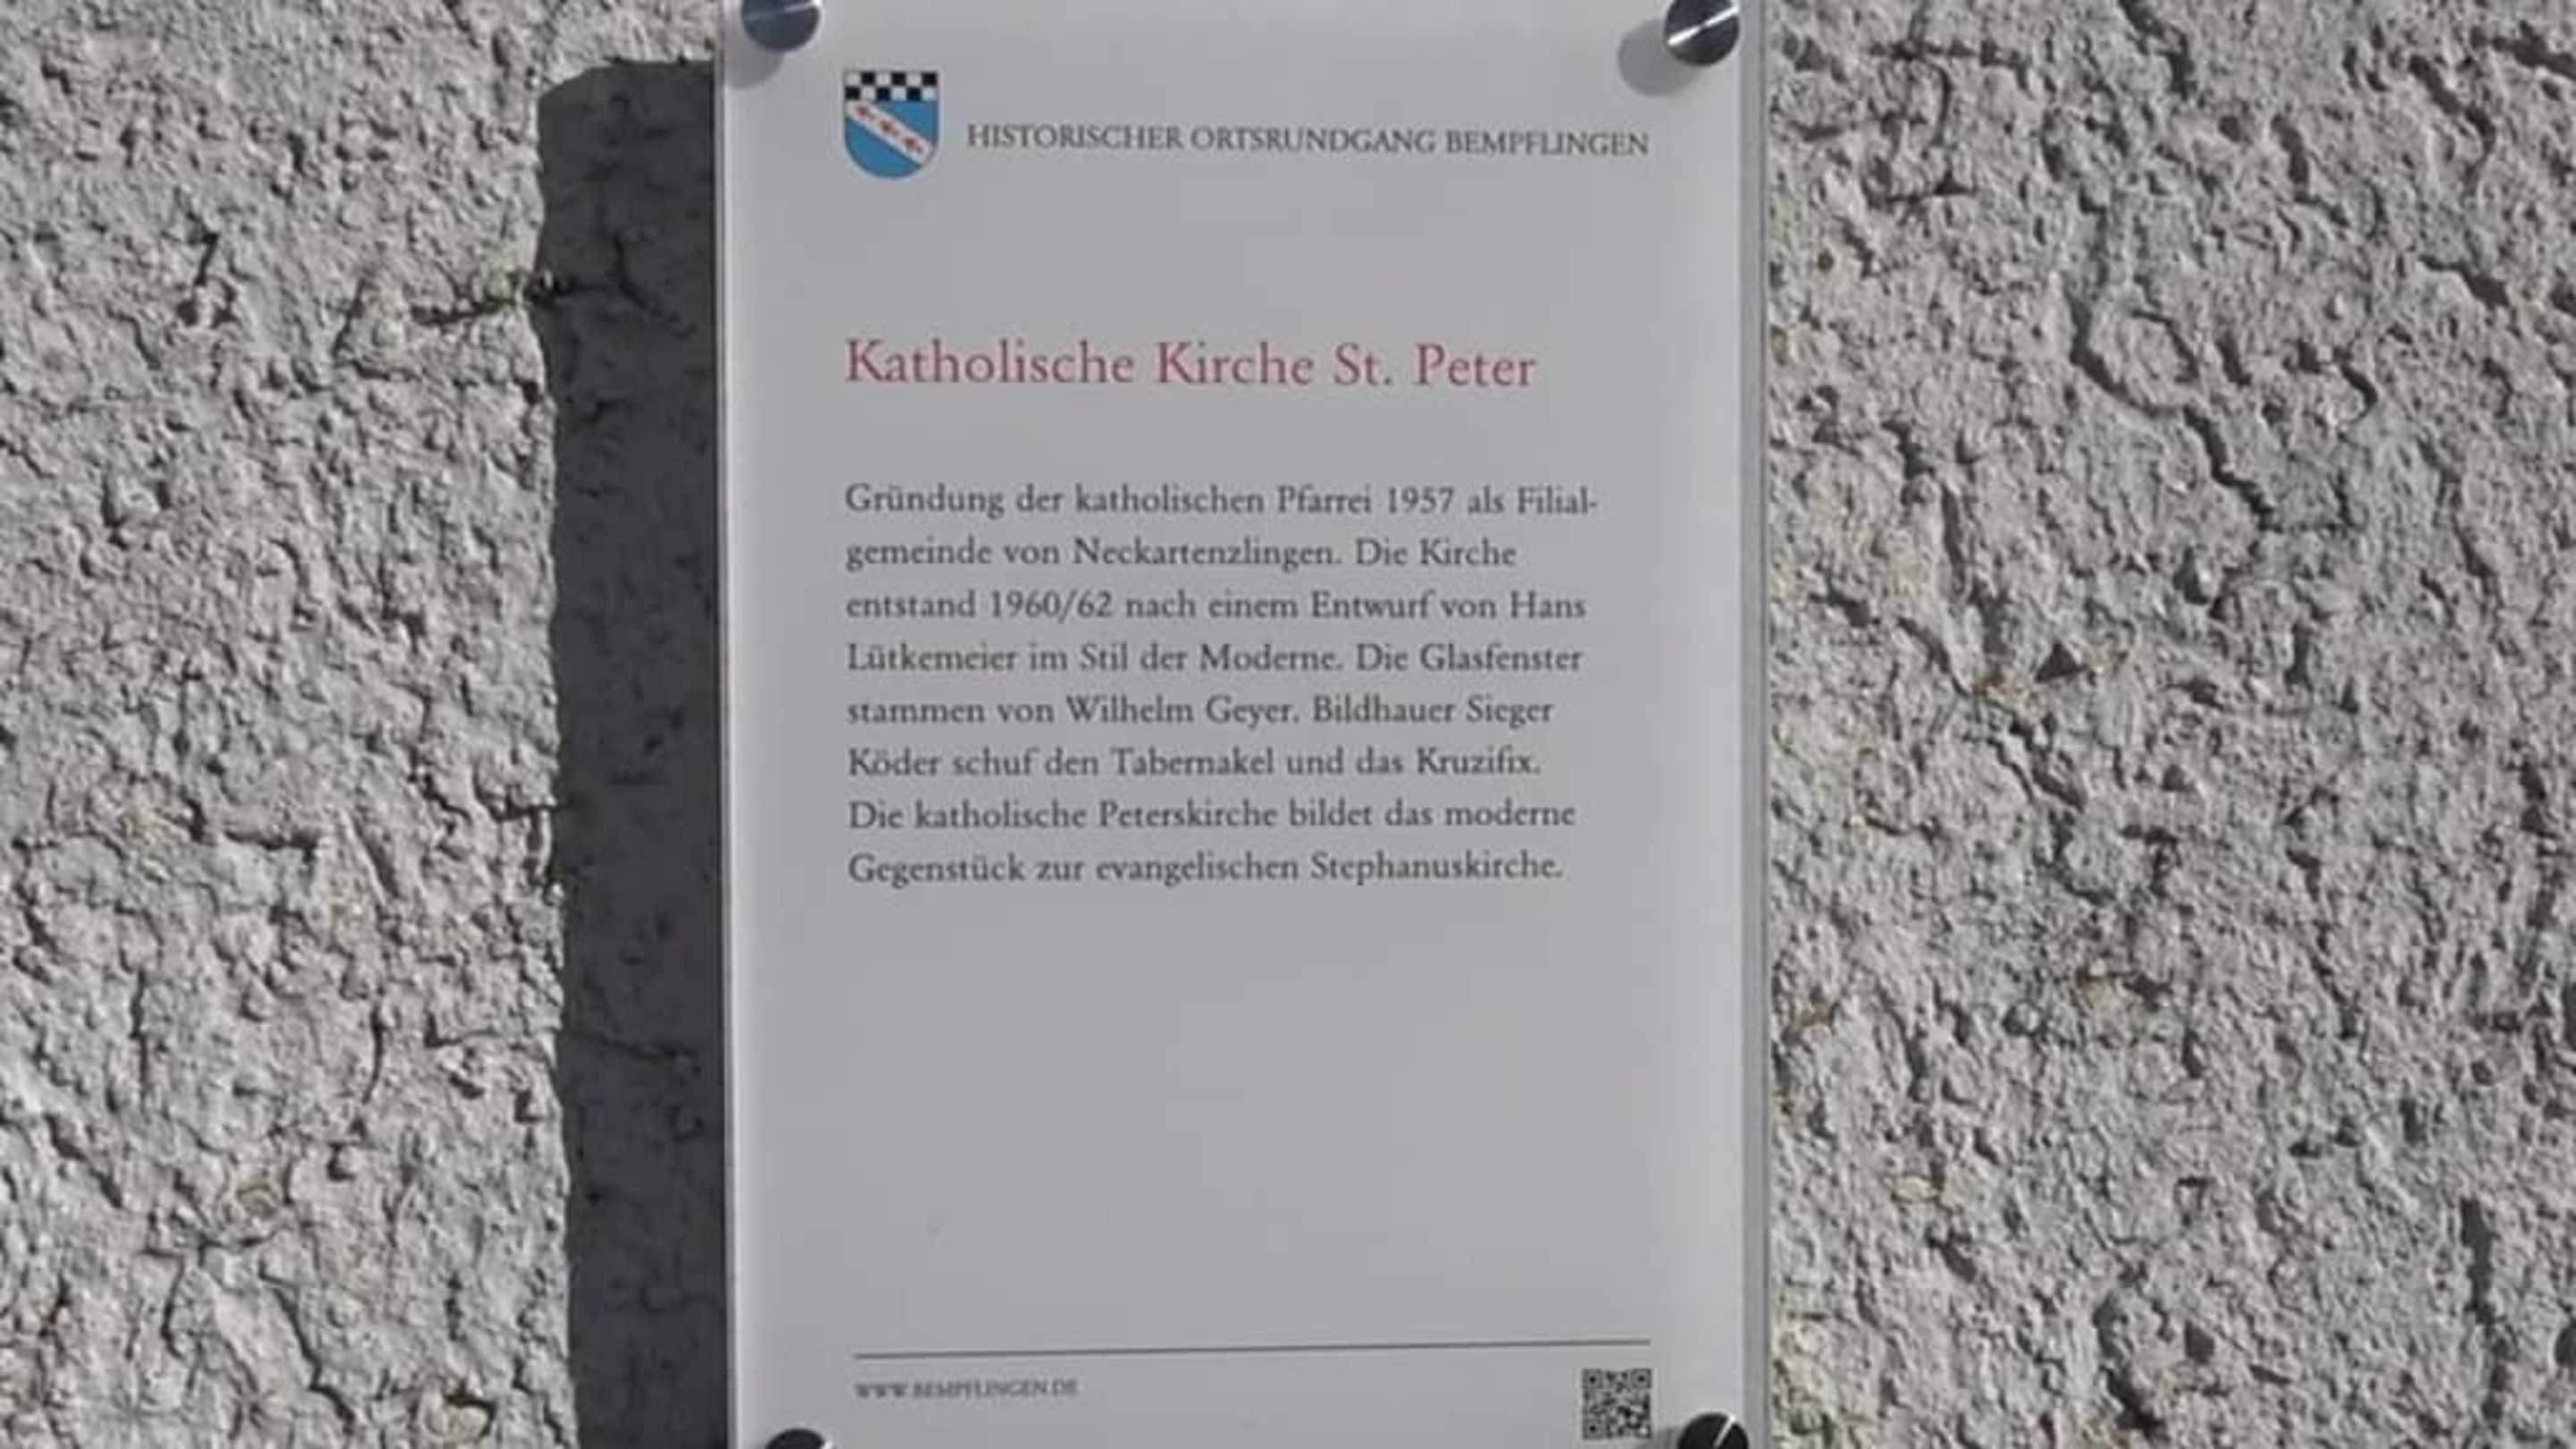 HISTORISCHER ORTSRUNDGANG BEMPFLINGEN
Katholische Kirche St. Peter
Gründung der katholischen Pfarrei 1957 als Filial-
gemeinde von Neckartenzlingen. Die Kirche
entstand 1960/62 nach einem Entwurf von Hans
Lütkemeier im Stil der Moderne. Die Glasfenster
stammen von Wilhelm Geyer. Bildhauer Sieger
Köder schuf den Tabernakel und das Kruzifix.
Die katholische Peterskirche bildet das moderne
Gegenstück zur evangelischen Stephanuskirche.
WWW.BEMPFLINGEN.DE